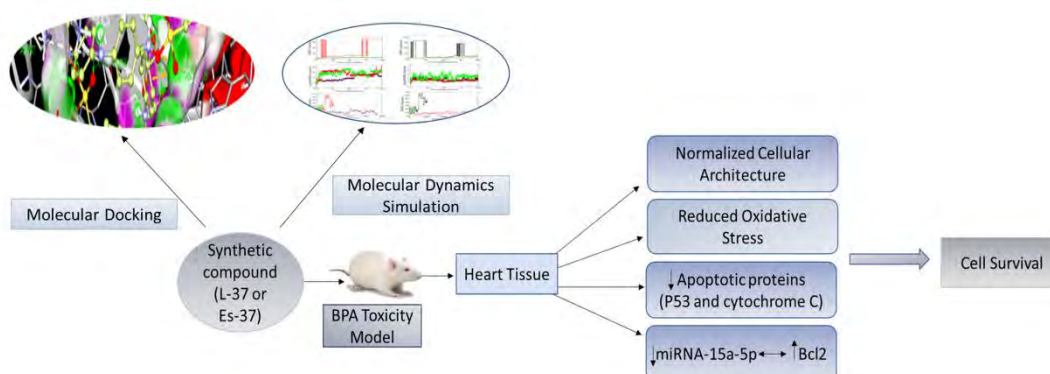 Molecular Docking
Molecular Dynamics
Simulation
Synthetic
compound
(L-37 or
Es-37)
BPA Toxicity
Model
Heart Tissue
Normalized Cellular
Architecture
Reduced Oxidative
Stress
↓Apoptotic proteins
(P53 and cytochrome C)
↓miRNA-15a-5p↔↑Bcl2
Cell Survival